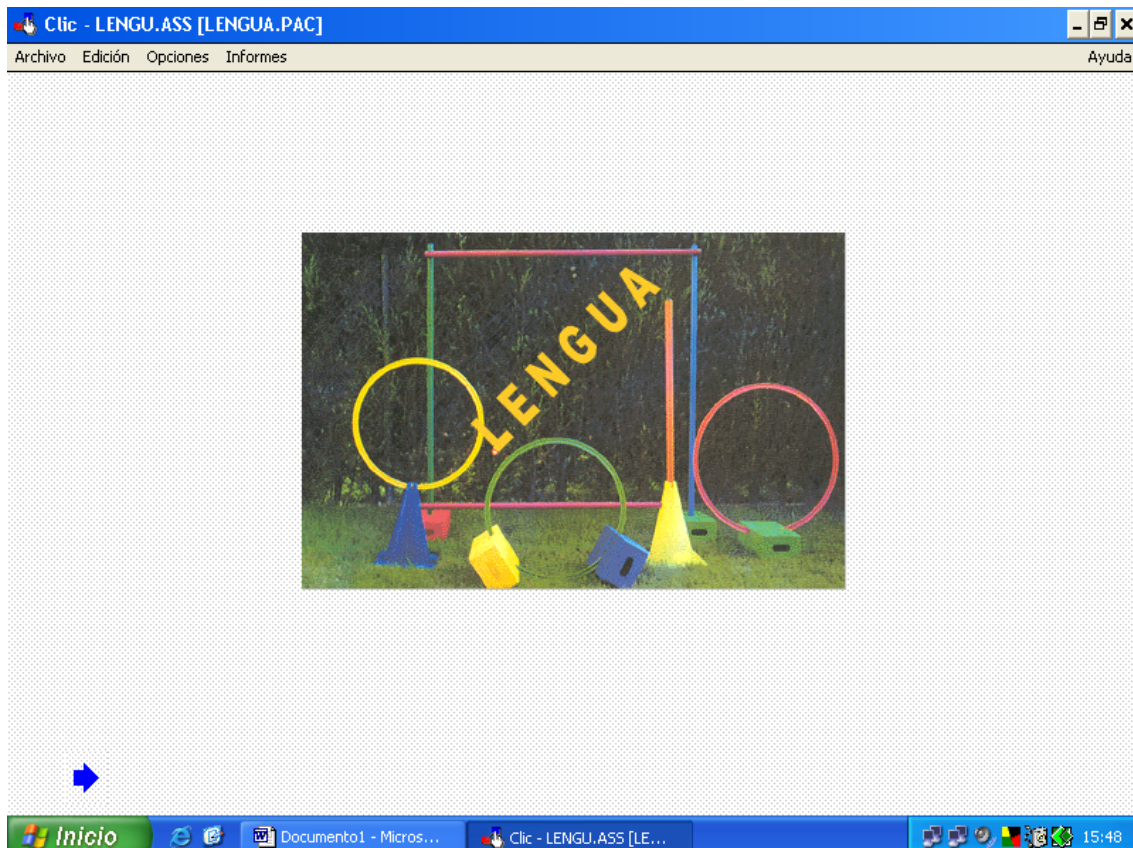 Clic - LENGU.ASS [LENGUA.PAC]
Archivo Edición Opciones Informes Ayuda
LENGUA
Inicio Documento1 - Micros... Clic - LENGU.ASS [LE... 15:48